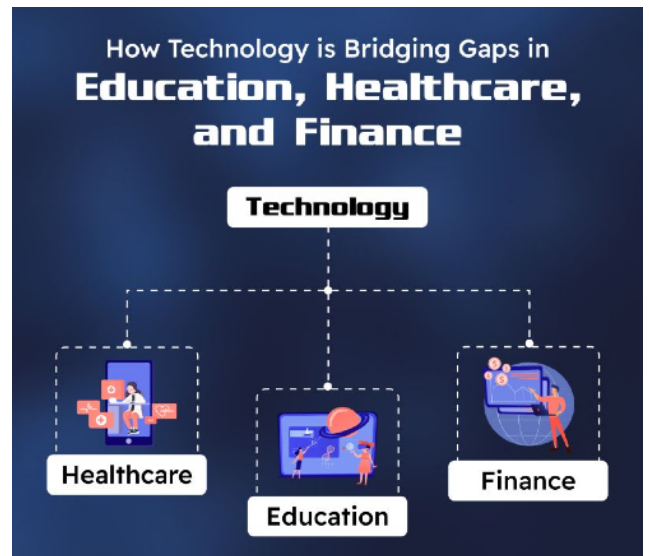 How Technology is Bridging Gaps in
Education, Healthcare,
and Finance
Technology
Healthcare
Education
Finance